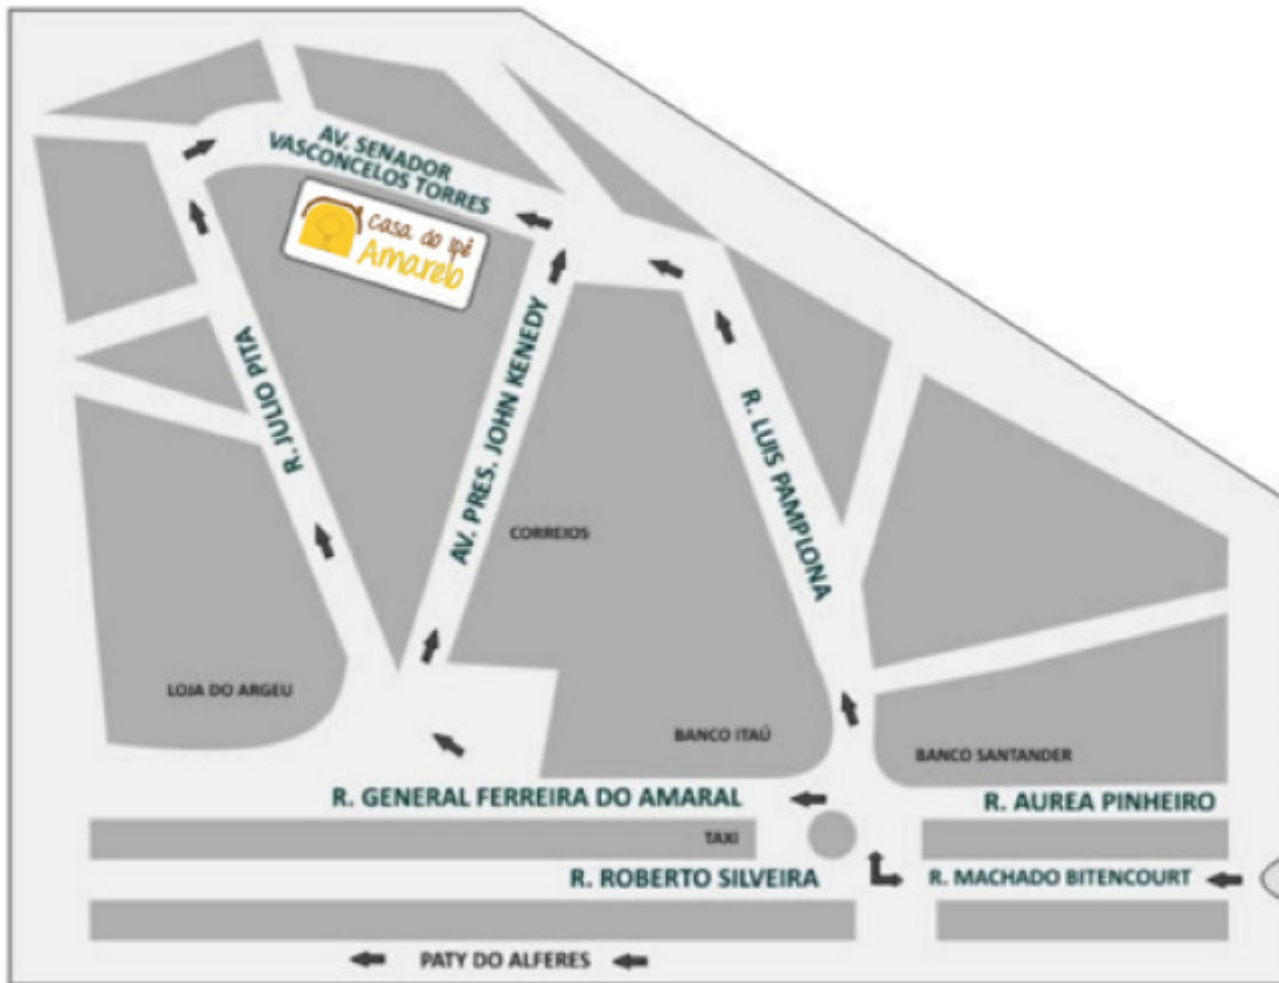 AV. SENADOR
VASCONCELOS TORRES
casa do Ipê
Amarelo
R. JULIO PITA
AV. PRES. JOHN KENEDY
R. LUIS PAMPLONA
CORREIOS
LOJA DO ARGEU
BANCO ITAÚ
BANCO SANTANDER
R. GENERAL FERREIRA DO AMARAL
R. AUREA PINHEIRO
TAXI
R. ROBERTO SILVEIRA
R. MACHADO BITENCOURT
PATY DO ALFERES